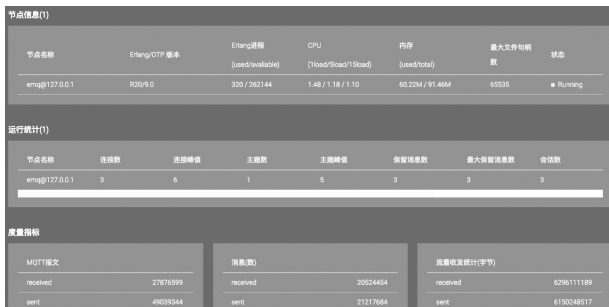 节点信息(1)
节点名称 Erlang/OTP 版本 Erlang进程 (used/available) CPU (1load/5load/15load) 内存 (used/total) 最大文件句柄数 状态
emq@127.0.0.1 R20/9.0 320 / 262144 1.48 / 1.18 / 1.10 60.22M / 91.46M 65535 Running
运行统计(1)
节点名称 连接数 连接峰值 主题数 主题峰值 保留消息数 最大保留消息数 会话数
emq@127.0.0.1 3 6 1 5 3 3 3
度量指标
MQTT报文 消息(数) 流量收发统计(字节)
received 27876599 received 20524454 received 6296111189
sent 49039344 sent 21217684 sent 6150248517